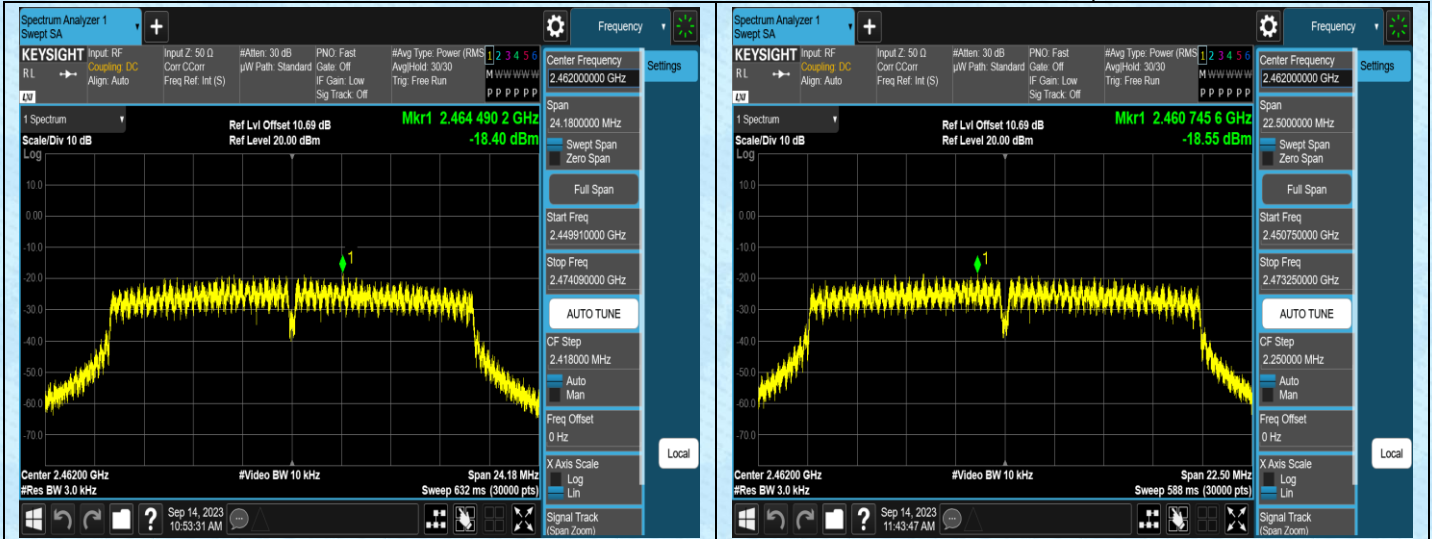 Spectrum Analyzer 1
Swept SA
+
Frequency
KEYSIGHT
RL
LXI
Input: RF
Coupling: DC
Align: Auto
Input Z: 50 Ω
Corr CCorr
Freq Ref: Int (S)
#Atten: 30 dB
µW Path: Standard
PNO: Fast
Gate: Off
IF Gain: Low
Sig Track: Off
#Avg Type: Power (RMS
Avg|Hold: 30/30
Trig: Free Run
1 2 3 4 5 6
M W W W W W
P P P P P P
Center Frequency
2.462000000 GHz
Settings
1 Spectrum
Scale/Div 10 dB
Log
Ref Lvl Offset 10.69 dB
Ref Level 20.00 dBm
Mkr1 2.464 490 2 GHz
-18.40 dBm
Span
24.1800000 MHz
Swept Span
Zero Span
Full Span
Start Freq
2.449910000 GHz
Stop Freq
2.474090000 GHz
AUTO TUNE
CF Step
2.418000 MHz
Auto
Man
Freq Offset
0 Hz
X Axis Scale
Log
Lin
Signal Track
(Span Zoom)
Local
10.0
0.00
-10.0
-20.0
-30.0
-40.0
-50.0
-60.0
-70.0
1
Center 2.46200 GHz
#Res BW 3.0 kHz
#Video BW 10 kHz
Span 24.18 MHz
Sweep 632 ms (30000 pts)
?
Sep 14, 2023
10:53:31 AM
Spectrum Analyzer 1
Swept SA
+
Frequency
KEYSIGHT
RL
LXI
Input: RF
Coupling: DC
Align: Auto
Input Z: 50 Ω
Corr CCorr
Freq Ref: Int (S)
#Atten: 30 dB
µW Path: Standard
PNO: Fast
Gate: Off
IF Gain: Low
Sig Track: Off
#Avg Type: Power (RMS
Avg|Hold: 30/30
Trig: Free Run
1 2 3 4 5 6
M W W W W W
P P P P P P
Center Frequency
2.462000000 GHz
Settings
1 Spectrum
Scale/Div 10 dB
Log
Ref Lvl Offset 10.69 dB
Ref Level 20.00 dBm
Mkr1 2.460 745 6 GHz
-18.55 dBm
Span
22.5000000 MHz
Swept Span
Zero Span
Full Span
Start Freq
2.450750000 GHz
Stop Freq
2.473250000 GHz
AUTO TUNE
CF Step
2.250000 MHz
Auto
Man
Freq Offset
0 Hz
X Axis Scale
Log
Lin
Signal Track
(Span Zoom)
Local
10.0
0.00
-10.0
-20.0
-30.0
-40.0
-50.0
-60.0
-70.0
1
Center 2.46200 GHz
#Res BW 3.0 kHz
#Video BW 10 kHz
Span 22.50 MHz
Sweep 588 ms (30000 pts)
?
Sep 14, 2023
11:43:47 AM